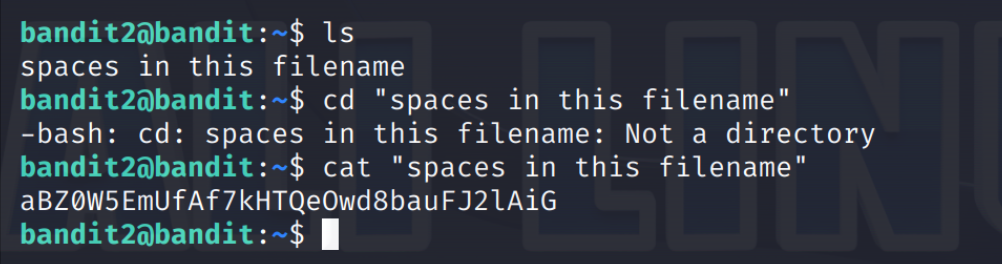 bandit2@bandit:~$ ls
spaces in this filename
bandit2@bandit:~$ cd "spaces in this filename"
-bash: cd: spaces in this filename: Not a directory
bandit2@bandit:~$ cat "spaces in this filename"
aBZ0W5EmUfAf7kHTQeOwd8bauFJ2lAiG
bandit2@bandit:~$